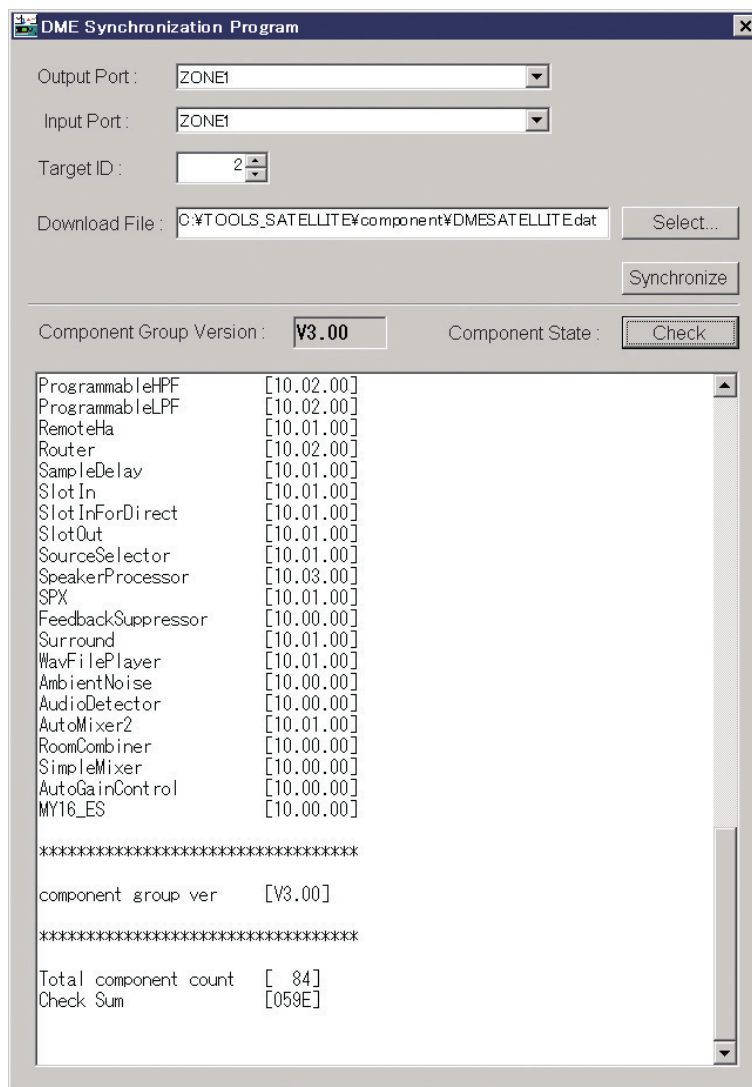 DME Synchronization Program
Output Port : ZONE1
Input Port : ZONE1
Target ID : 2
Download File : C:¥TOOLS_SATELLITE¥component¥DMESATELLITE.dat Select...
Synchronize
Component Group Version : V3.00 Component State : Check
ProgrammableHPF [10.02.00]
ProgrammableLPF [10.02.00]
RemoteHa [10.01.00]
Router [10.02.00]
SampleDelay [10.01.00]
SlotIn [10.01.00]
SlotInForDirect [10.01.00]
SlotOut [10.01.00]
SourceSelector [10.01.00]
SpeakerProcessor [10.03.00]
SPX [10.01.00]
FeedbackSuppressor [10.00.00]
Surround [10.01.00]
WavFilePlayer [10.01.00]
AmbientNoise [10.00.00]
AudioDetector [10.00.00]
AutoMixer2 [10.01.00]
RoomCombiner [10.00.00]
SimpleMixer [10.00.00]
AutoGainControl [10.00.00]
MY16_ES [10.00.00]
**********************************
component group ver [V3.00]
**********************************
Total component count [ 84]
Check Sum [059E]